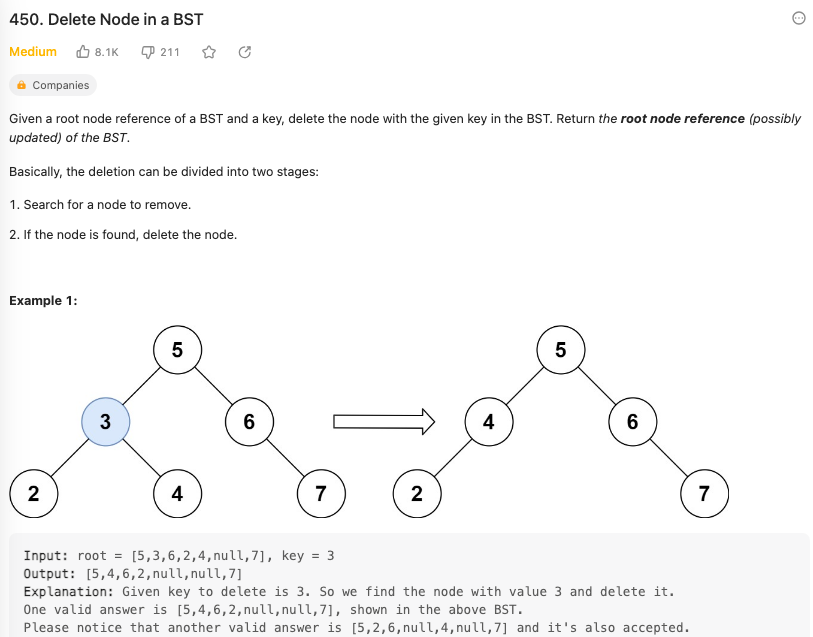 450. Delete Node in a BST
Medium 8.1K 211
Companies
Given a root node reference of a BST and a key, delete the node with the given key in the BST. Return the root node reference (possibly
updated) of the BST.
Basically, the deletion can be divided into two stages:
1. Search for a node to remove.
2. If the node is found, delete the node.
Example 1:
5 5
3 6 4 6
2 4 7 2 7
Input: root = [5,3,6,2,4,null,7], key = 3
Output: [5,4,6,2,null,null,7]
Explanation: Given key to delete is 3. So we find the node with value 3 and delete it.
One valid answer is [5,4,6,2,null,null,7], shown in the above BST.
Please notice that another valid answer is [5,2,6,null,4,null,7] and it's also accepted.